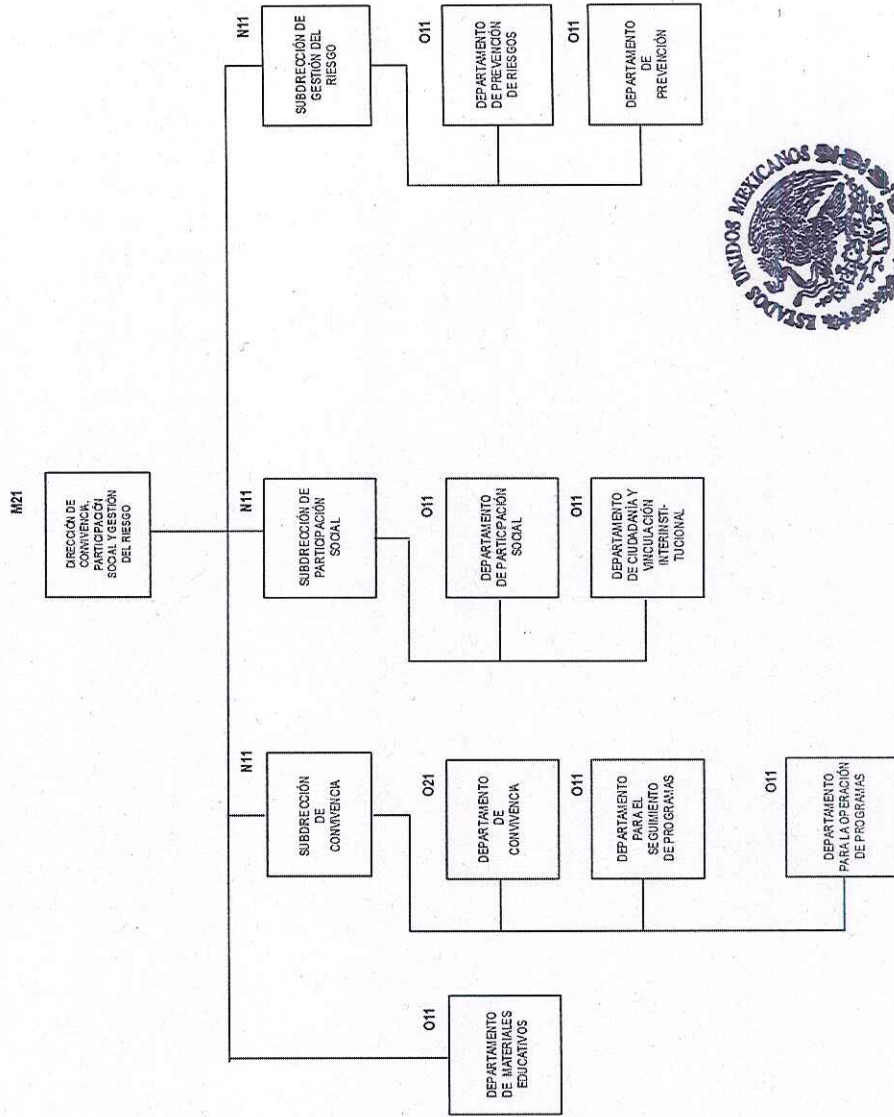 M21
DIRECCIÓN DE
CONVIVENCIA,
PARTICIPACIÓN
SOCIAL Y GESTIÓN
DEL RIESGO
N11
SUBDIRECCIÓN
DE
CONVIVENCIA
N11
SUBDIRECCIÓN DE
PARTICIPACIÓN
SOCIAL
N11
SUBDIRECCIÓN DE
GESTIÓN DEL
RIESGO
O11
DEPARTAMENTO
DE MATERIALES
EDUCATIVOS
O21
DEPARTAMENTO
DE
CONVIVENCIA
O11
DEPARTAMENTO
PARA EL
SEGUIMIENTO
DE PROGRAMAS
O11
DEPARTAMENTO
PARA LA OPERACIÓN
DE PROGRAMAS
O11
DEPARTAMENTO
DE PARTICIPACIÓN
SOCIAL
O11
DEPARTAMENTO
DE CIUDADANÍA Y
VINCULACIÓN
INTERINSTI-
TUCIONAL
O11
DEPARTAMENTO
DE PREVENCIÓN
DE RIESGOS
O11
DEPARTAMENTO
DE
PREVENCIÓN
ESTADOS UNIDOS MEXICANOS